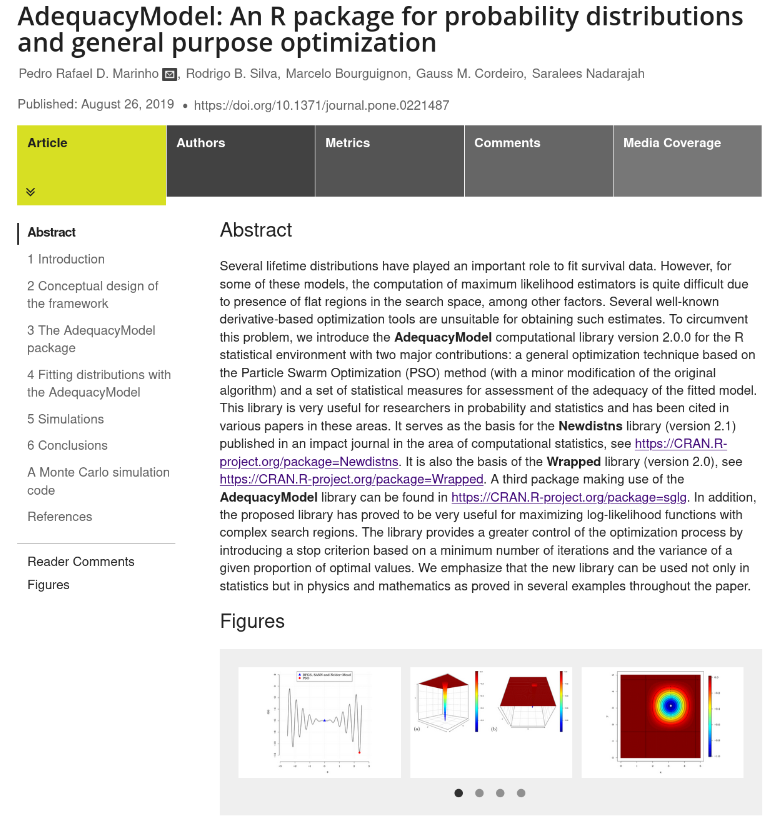 AdequacyModel: An R package for probability distributions
and general purpose optimization
Pedro Rafael D. Marinho, Rodrigo B. Silva, Marcelo Bourguignon, Gauss M. Cordeiro, Saralees Nadarajah
Published: August 26, 2019 • https://doi.org/10.1371/journal.pone.0221487
Article
Authors
Metrics
Comments
Media Coverage
Abstract
1 Introduction
2 Conceptual design of
the framework
3 The AdequacyModel
package
4 Fitting distributions with
the AdequacyModel
5 Simulations
6 Conclusions
A Monte Carlo simulation
code
References
Reader Comments
Figures
Abstract
Several lifetime distributions have played an important role to fit survival data. However, for
some of these models, the computation of maximum likelihood estimators is quite difficult due
to presence of flat regions in the search space, among other factors. Several well-known
derivative-based optimization tools are unsuitable for obtaining such estimates. To circumvent
this problem, we introduce the AdequacyModel computational library version 2.0.0 for the R
statistical environment with two major contributions: a general optimization technique based on
the Particle Swarm Optimization (PSO) method (with a minor modification of the original
algorithm) and a set of statistical measures for assessment of the adequacy of the fitted model.
This library is very useful for researchers in probability and statistics and has been cited in
various papers in these areas. It serves as the basis for the Newdistns library (version 2.1)
published in an impact journal in the area of computational statistics, see https://CRAN.R-
project.org/package=Newdistns. It is also the basis of the Wrapped library (version 2.0), see
https://CRAN.R-project.org/package=Wrapped. A third package making use of the
AdequacyModel library can be found in https://CRAN.R-project.org/package=sglg. In addition,
the proposed library has proved to be very useful for maximizing log-likelihood functions with
complex search regions. The library provides a greater control of the optimization process by
introducing a stop criterion based on a minimum number of iterations and the variance of a
given proportion of optimal values. We emphasize that the new library can be used not only in
statistics but in physics and mathematics as proved in several examples throughout the paper.
Figures
(a)
(b)